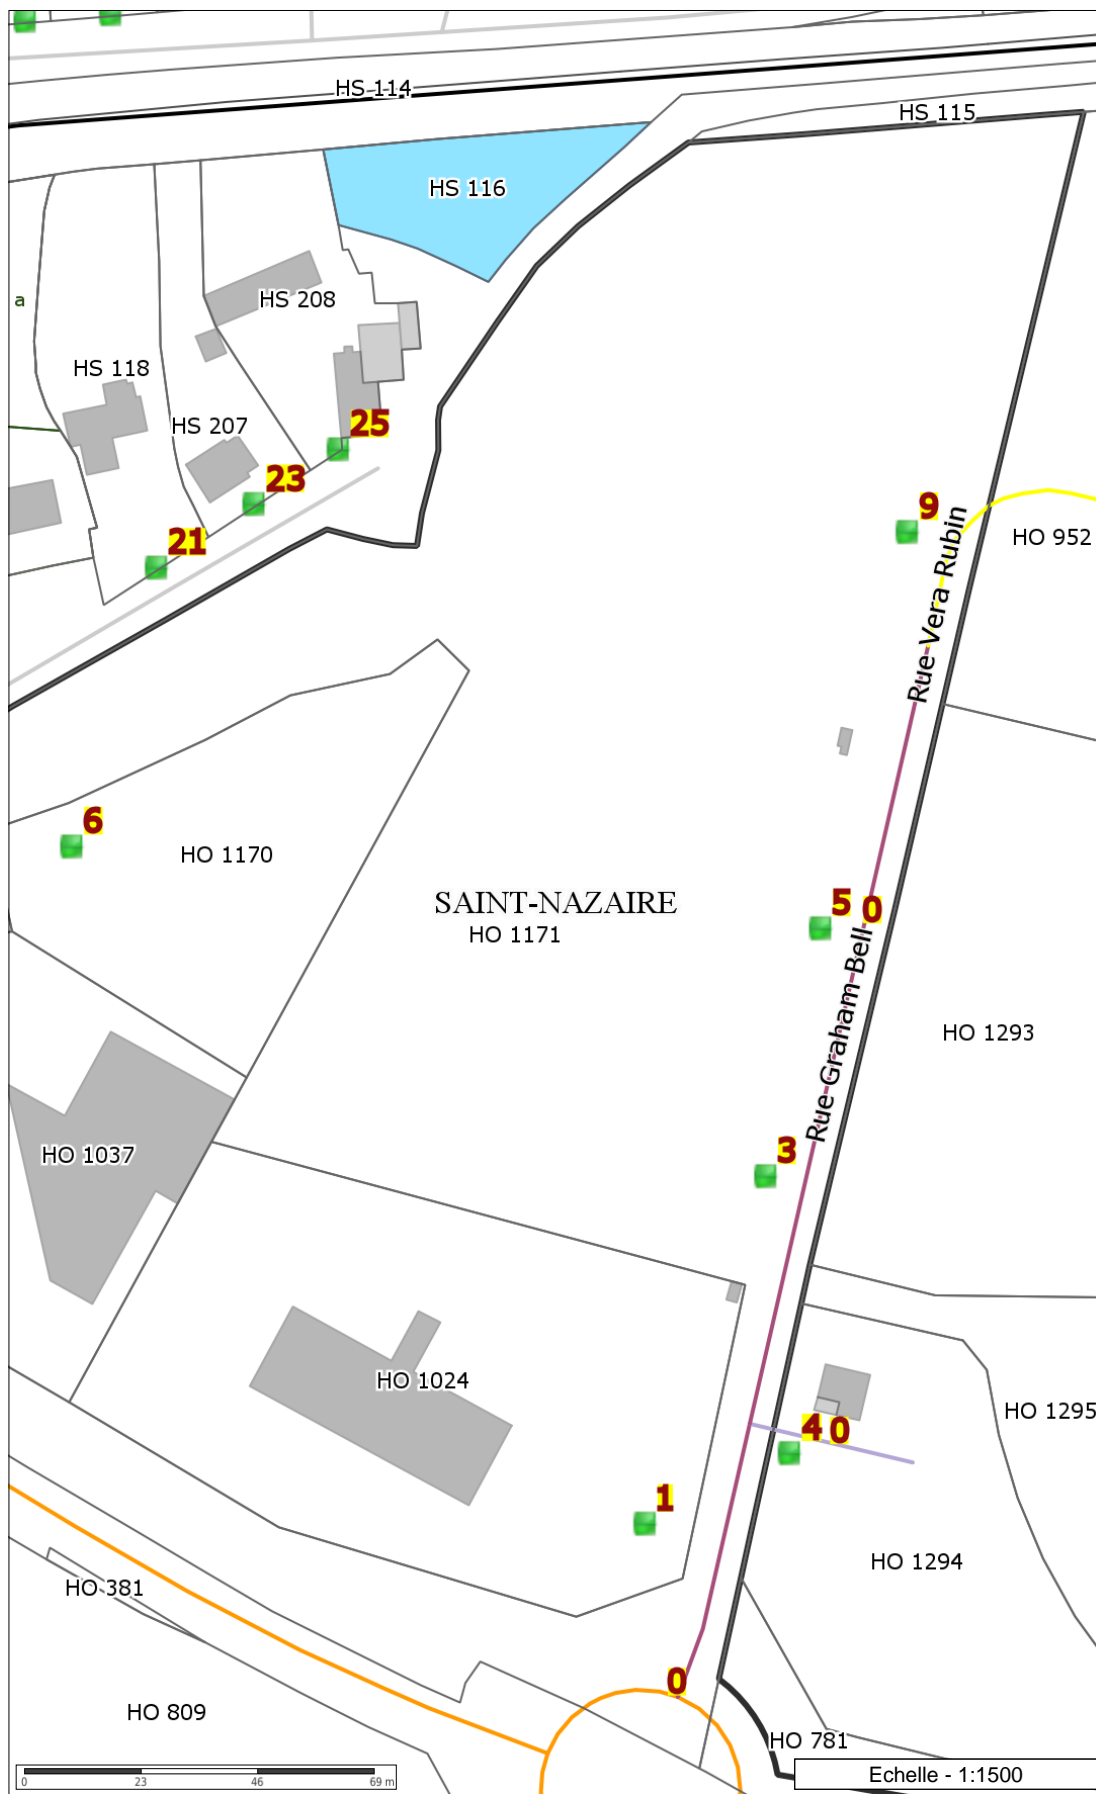 HS 114
HS 115
HS 116
a
HS 208
HS 118
HS 207
25
23
9
21
HO 952
Rue Vera Rubin
6
HO 1170
SAINT-NAZAIRE
5 0
HO 1171
HO 1293
Rue Graham Bell
3
HO 1037
HO 1024
HO 1295
4 0
1
HO 1294
HO 381
0
HO 809
HO 781
0 23 46 69 m
Echelle - 1:1500